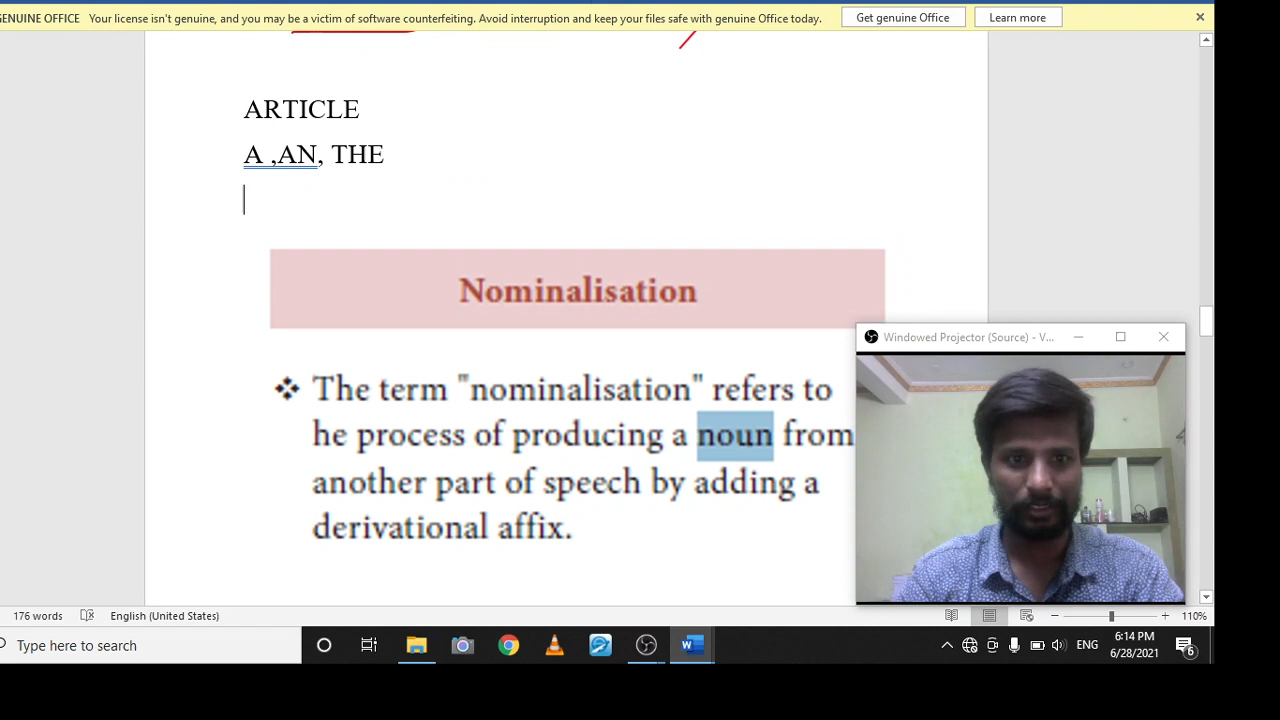 GENUINE OFFICE Your license isn't genuine, and you may be a victim of software counterfeiting. Avoid interruption and keep your files safe with genuine Office today. Get genuine Office Learn more
ARTICLE
A ,AN, THE
Nominalisation
Windowed Projector (Source) - V...
❖ The term "nominalisation" refers to
he process of producing a noun from
another part of speech by adding a
derivational affix.
176 words English (United States) 110%
Type here to search
ENG
6:14 PM
6/28/2021
6